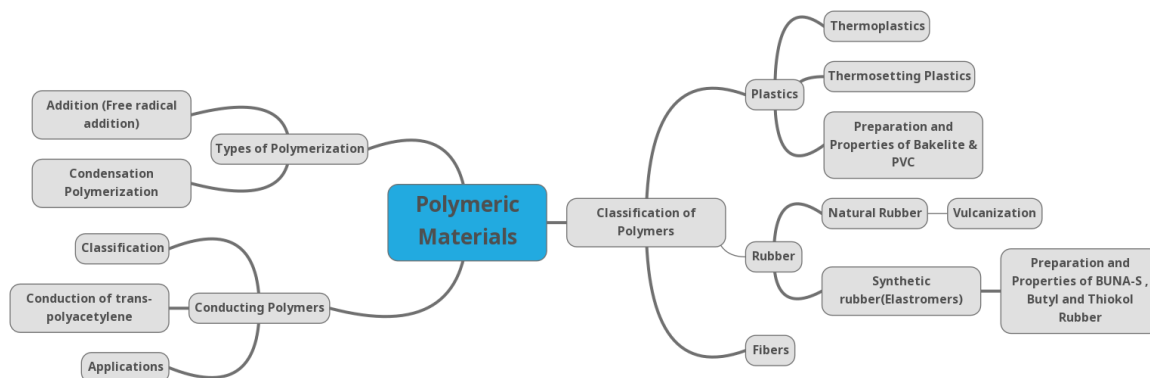 Polymeric
Materials
Types of Polymerization
Addition (Free radical
addition)
Condensation
Polymerization
Conducting Polymers
Classification
Conduction of trans-
polyacetylene
Applications
Classification of
Polymers
Plastics
Thermoplastics
Thermosetting Plastics
Preparation and
Properties of Bakelite &
PVC
Rubber
Natural Rubber
Vulcanization
Synthetic
rubber(Elastromers)
Preparation and
Properties of BUNA-S ,
Butyl and Thiokol
Rubber
Fibers